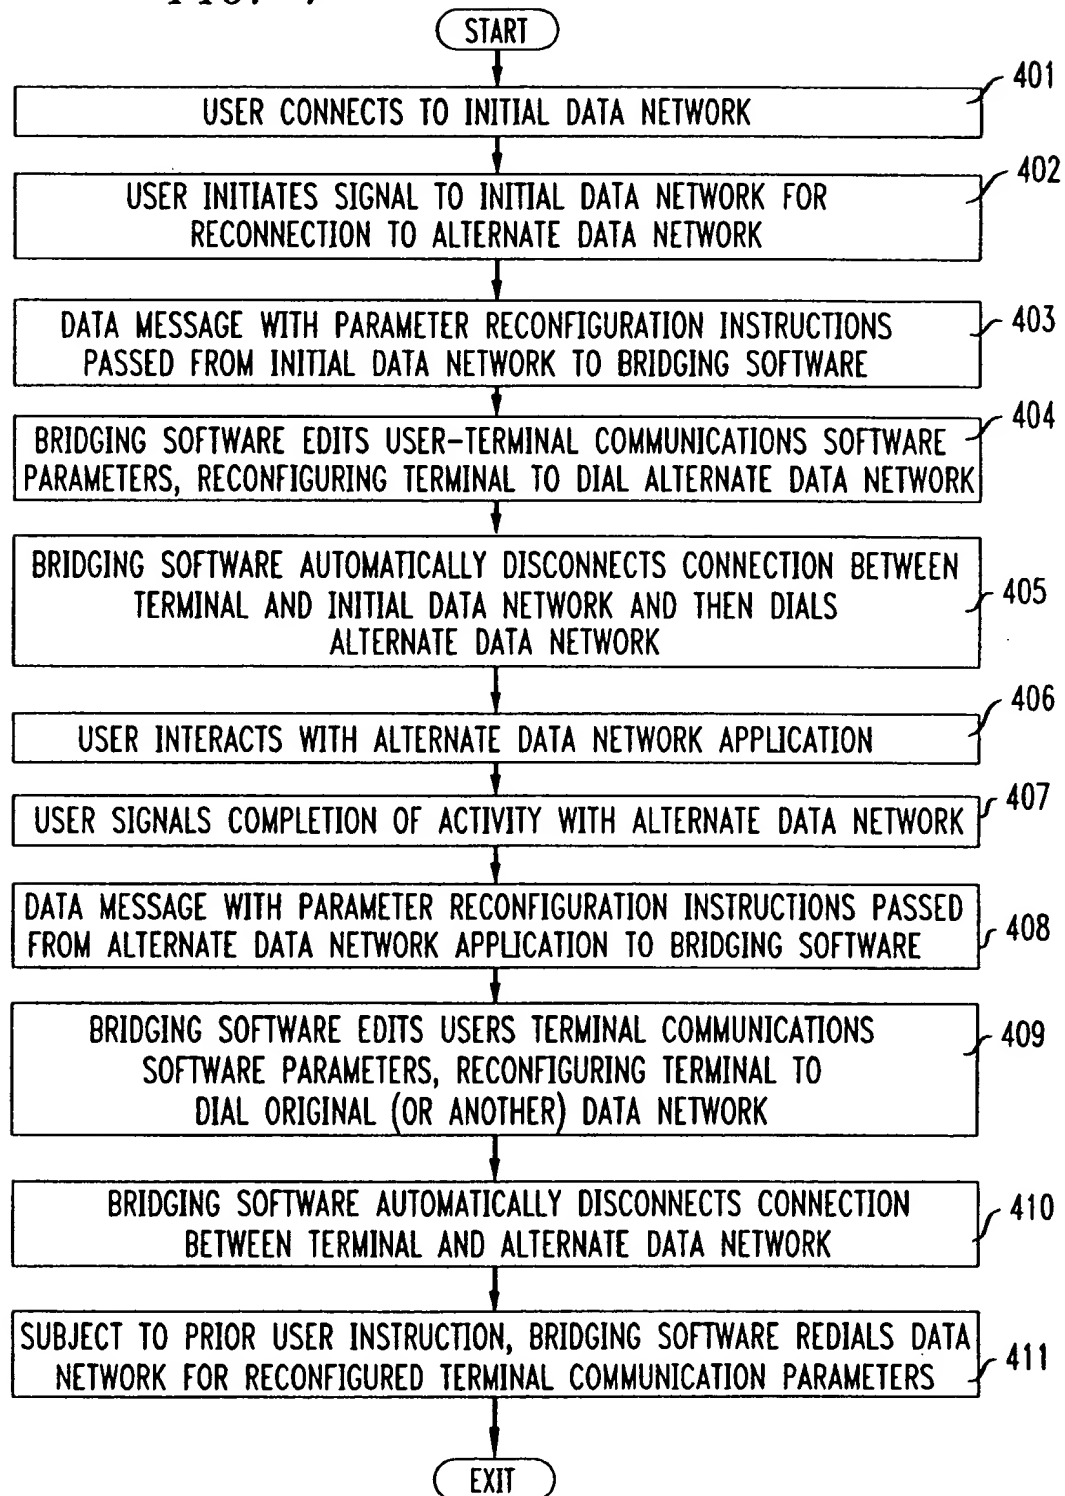 FIG.
START
401
USER CONNECTS TO INITIAL DATA NETWORK
402
USER INITIATES SIGNAL TO INITIAL DATA NETWORK FOR
RECONNECTION TO ALTERNATE DATA NETWORK
403
DATA MESSAGE WITH PARAMETER RECONFIGURATION INSTRUCTIONS
PASSED FROM INITIAL DATA NETWORK TO BRIDGING SOFTWARE
404
BRIDGING SOFTWARE EDITS USER-TERMINAL COMMUNICATIONS SOFTWARE
PARAMETERS, RECONFIGURING TERMINAL TO DIAL ALTERNATE DATA NETWORK
BRIDGING SOFTWARE AUTOMATICALLY DISCONNECTS CONNECTION BETWEEN
TERMINAL AND INITIAL DATA NETWORK AND THEN DIALS
ALTERNATE DATA NETWORK
405
406
USER INTERACTS WITH ALTERNATE DATA NETWORK APPLICATION
407
USER SIGNALS COMPLETION OF ACTIVITY WITH ALTERNATE DATA NETWORK
DATA MESSAGE WITH PARAMETER RECONFIGURATION INSTRUCTIONS PASSED
FROM ALTERNATE DATA NETWORK APPLICATION TO BRIDGING SOFTWARE
408
BRIDGING SOFTWARE EDITS USERS TERMINAL COMMUNICATIONS
SOFTWARE PARAMETERS, RECONFIGURING TERMINAL TO
DIAL ORIGINAL (OR ANOTHER) DATA NETWORK
409
BRIDGING SOFTWARE AUTOMATICALLY DISCONNECTS CONNECTION
BETWEEN TERMINAL AND ALTERNATE DATA NETWORK
410
SUBJECT TO PRIOR USER INSTRUCTION, BRIDGING SOFTWARE REDIALS DATA
NETWORK FOR RECONFIGURED TERMINAL COMMUNICATION PARAMETERS
411
EXIT